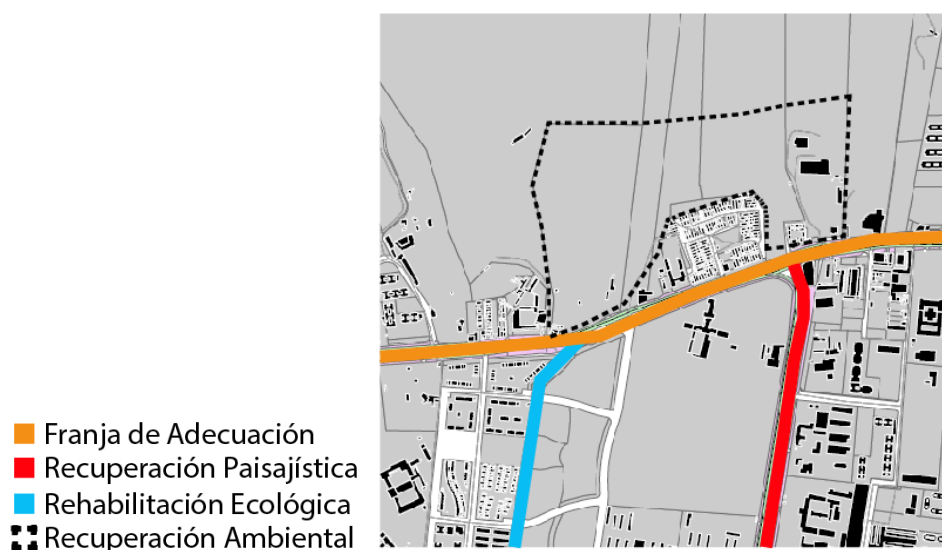 Franja de Adecuación
Recuperación Paisajística
Rehabilitación Ecológica
Recuperación Ambiental